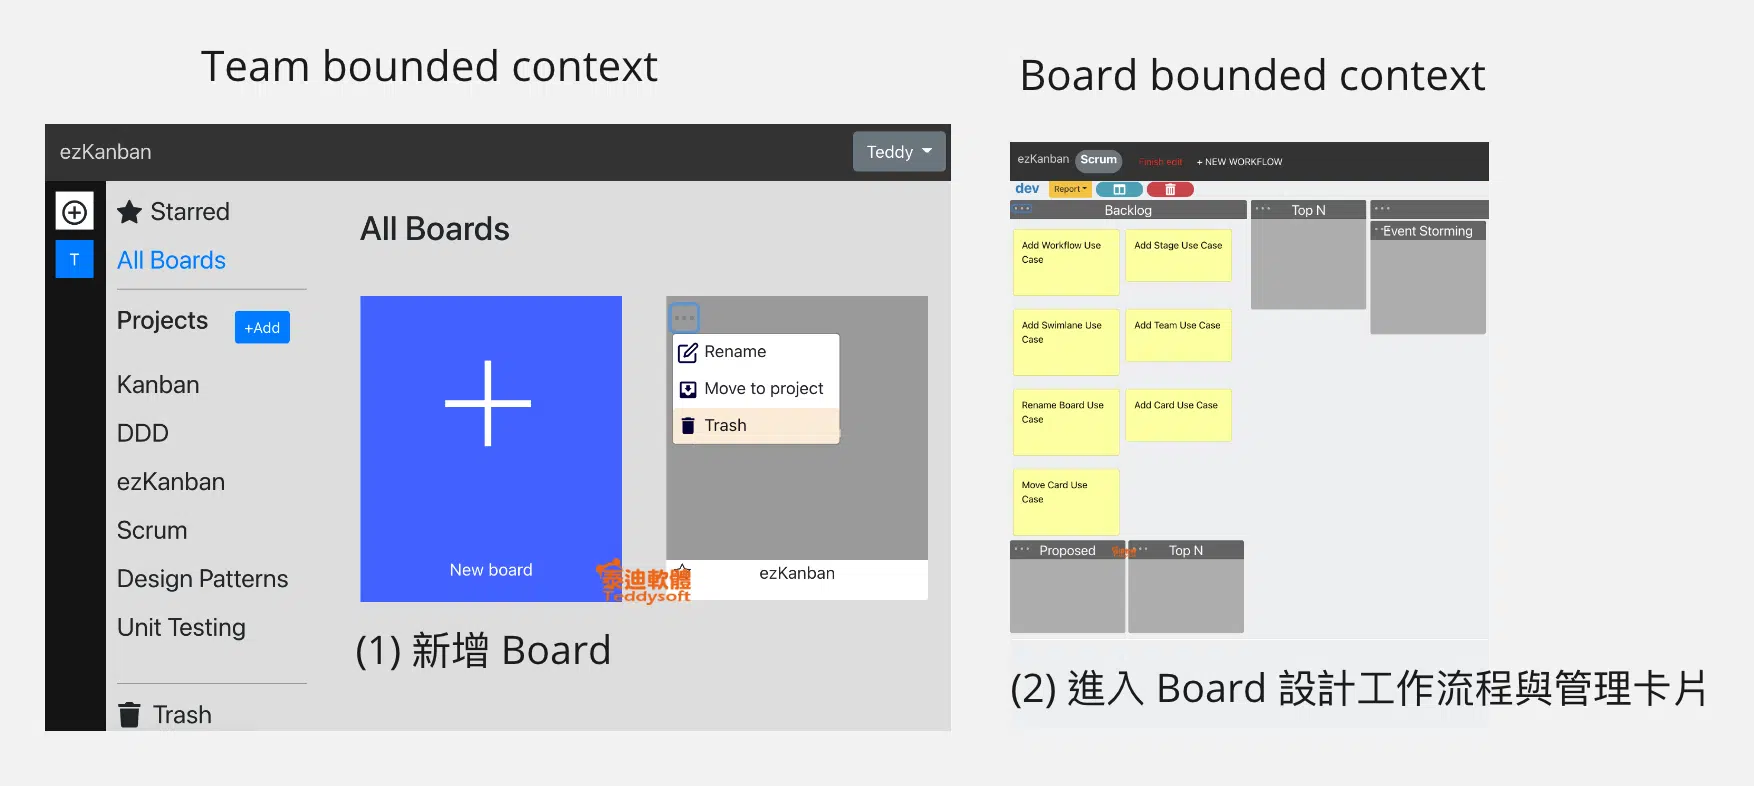 Team bounded context
ezKanban
Teddy
T
Starred
All Boards
Projects
+Add
Kanban
DDD
ezKanban
Scrum
Design Patterns
Unit Testing
Trash
All Boards
New board
Rename
Move to project
Trash
ezKanban
泰迪軟體
Teddysoft
(1) 新增 Board
Board bounded context
ezKanban
Scrum
Finish edit
+ NEW WORKFLOW
dev
Report
Backlog
Top N
Event Storming
Add Workflow Use
Case
Add Stage Use Case
Add Swimlane Use
Case
Add Team Use Case
Rename Board Use
Case
Add Card Use Case
Move Card Use
Case
Proposed
Top N
(2) 進入 Board 設計工作流程與管理卡片